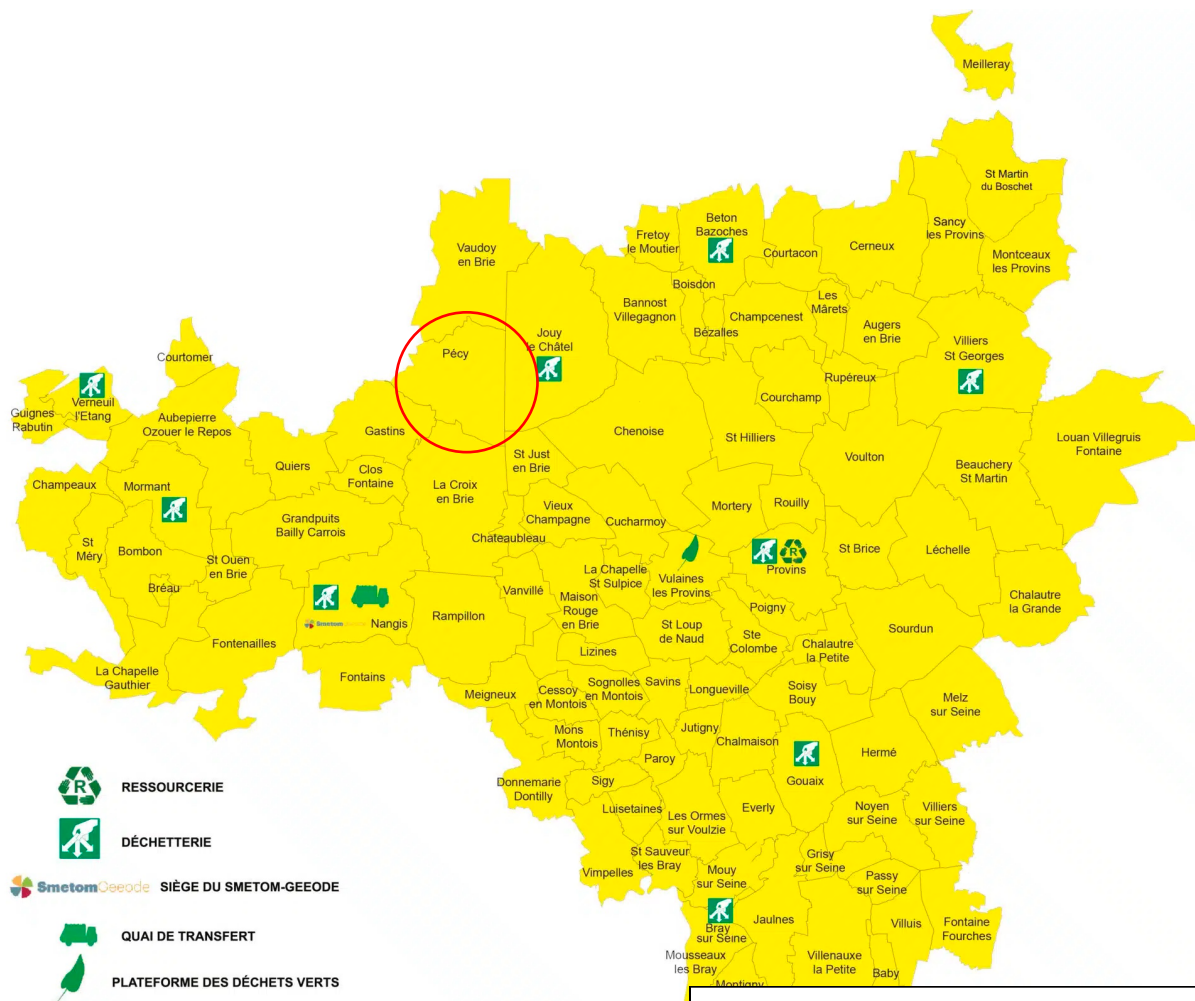 Meilleray
St Martin
du Boschet
Sancy
les Provins
Montceaux
les Provins
Beton
Bazoches
Fretoy
le Moutier
Courtacon
Cerneux
Vaudoy
en Brie
Boisdon
Bannost
Villegagnon
Bézalles
Champcenest
Les
Mârets
Augers
en Brie
Villiers
St Georges
Jouy
le Châtel
Pécy
Courtomer
Verneuil
l'Etang
Guignes
Rabutin
Aubepierre
Ozouer le Repos
Gastins
Rupéreux
Courchamp
Chenoise
St Hilliers
Voulton
Louan Villegruis
Fontaine
Beauchery
St Martin
Quiers
Clos
Fontaine
La Croix
en Brie
St Just
en Brie
Champeaux
Mormant
Vieux
Champagne
Cucharmoy
Mortery
Rouilly
Grandpuits
Bailly Carrois
Chateaubleau
St
Méry
Bombon
St Ouen
en Brie
Bréau
La Chapelle
St Sulpice
Vulaines
les Provins
R
Provins
St Brice
Léchelle
Chalautre
la Grande
SmetomGeeode
Nangis
Rampillon
Vanvillé
Maison
Rouge
en Brie
Poigny
St Loup
de Naud
Ste
Colombe
Chalautre
la Petite
Sourdun
Fontenailles
Lizines
La Chapelle
Gauthier
Fontains
Meigneux
Cessoy
en Montois
Sognolles
en Montois
Savins
Longueville
Soisy
Bouy
Melz
sur Seine
Mons
Montois
Thénisy
Jutigny
Chalmaison
Paroy
Gouaix
Hermé
Donnemarie
Dontilly
Sigy
Luisetaines
Les Ormes
sur Voulzie
Everly
Noyen
sur Seine
Villiers
sur Seine
St Sauveur
les Bray
Vimpelles
Mouy
sur Seine
Grisy
sur Seine
Passy
sur Seine
Bray
sur Seine
Jaulnes
Villuis
Fontaine
Fourches
Mousseaux
les Bray
Villenauxe
la Petite
Baby
Montigny
R RESSOURCERIE
DÉCHETTERIE
SmetomGeeode SIÈGE DU SMETOM-GEEODE
QUAI DE TRANSFERT
PLATEFORME DES DÉCHETS VERTS